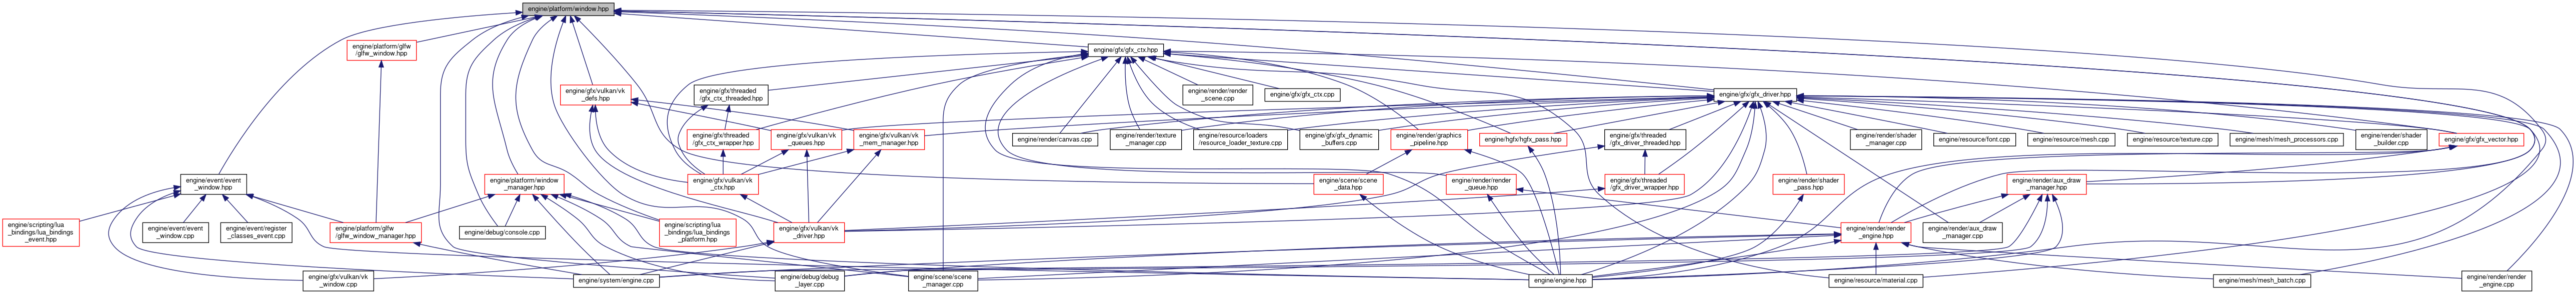 engine/platform/window.hpp
engine/platform/glfw
/glfw_window.hpp
engine/gfx/gfx_ctx.hpp
engine/gfx/vulkan/vk
_defs.hpp
engine/gfx/threaded
/gfx_ctx_threaded.hpp
engine/render/render
_scene.cpp
engine/gfx/gfx_ctx.cpp
engine/gfx/gfx_driver.hpp
engine/gfx/threaded
/gfx_ctx_wrapper.hpp
engine/gfx/vulkan/vk
_queues.hpp
engine/gfx/vulkan/vk
_mem_manager.hpp
engine/render/canvas.cpp
engine/render/texture
_manager.cpp
engine/resource/loaders
/resource_loader_texture.cpp
engine/gfx/gfx_dynamic
_buffers.cpp
engine/render/graphics
_pipeline.hpp
engine/hgfx/hgfx_pass.hpp
engine/gfx/threaded
/gfx_driver_threaded.hpp
engine/render/shader
_manager.cpp
engine/resource/font.cpp
engine/resource/mesh.cpp
engine/resource/texture.cpp
engine/mesh/mesh_processors.cpp
engine/render/shader
_builder.cpp
engine/gfx/gfx_vector.hpp
engine/event/event
_window.hpp
engine/platform/window
_manager.hpp
engine/gfx/vulkan/vk
_ctx.hpp
engine/scene/scene
_data.hpp
engine/render/render
_queue.hpp
engine/gfx/threaded
/gfx_driver_wrapper.hpp
engine/render/shader
_pass.hpp
engine/render/aux_draw
_manager.hpp
engine/scripting/lua
_bindings/lua_bindings
_event.hpp
engine/event/event
_window.cpp
engine/event/register
_classes_event.cpp
engine/platform/glfw
/glfw_window_manager.hpp
engine/debug/console.cpp
engine/scripting/lua
_bindings/lua_bindings
_platform.hpp
engine/gfx/vulkan/vk
_driver.hpp
engine/render/render
_engine.hpp
engine/render/aux_draw
_manager.cpp
engine/gfx/vulkan/vk
_window.cpp
engine/system/engine.cpp
engine/debug/debug
_layer.cpp
engine/scene/scene
_manager.cpp
engine/engine.hpp
engine/resource/material.cpp
engine/mesh/mesh_batch.cpp
engine/render/render
_engine.cpp